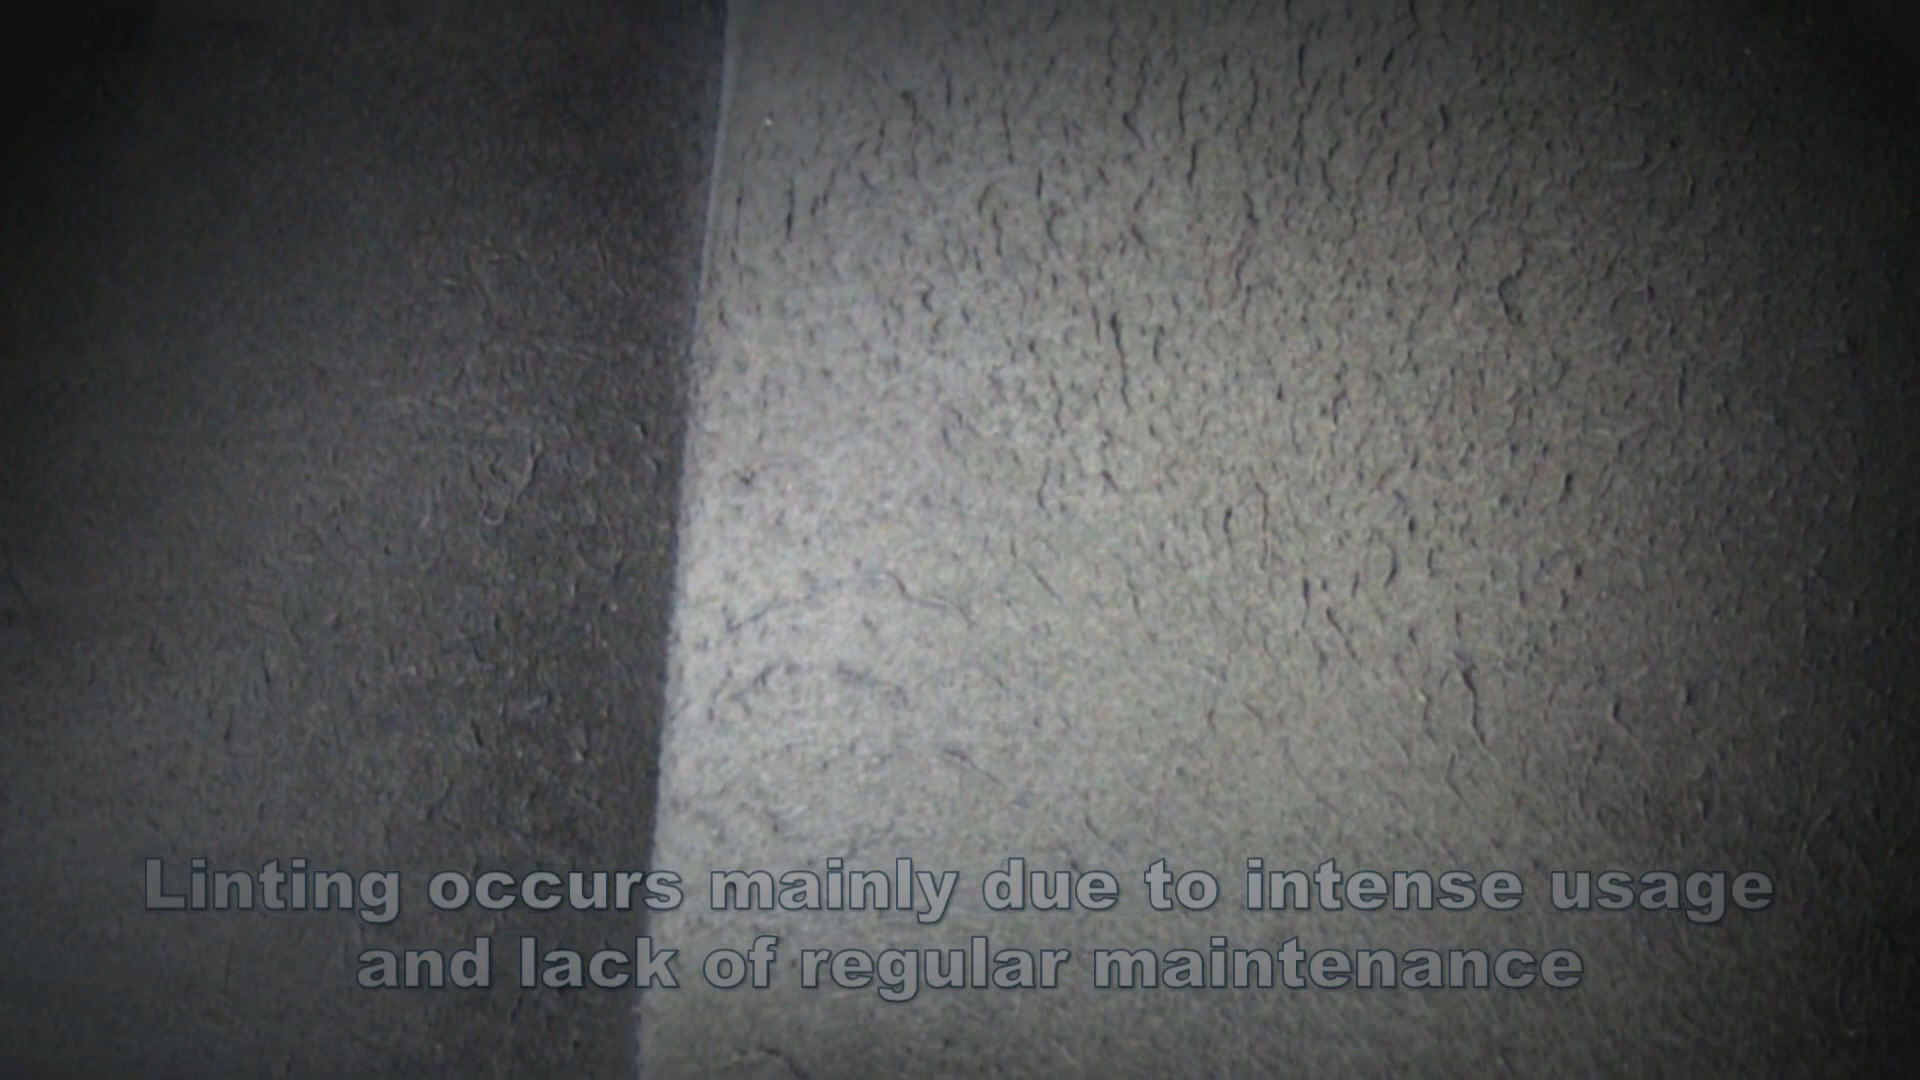 Linting occurs mainly due to intense usage
and lack of regular maintenance